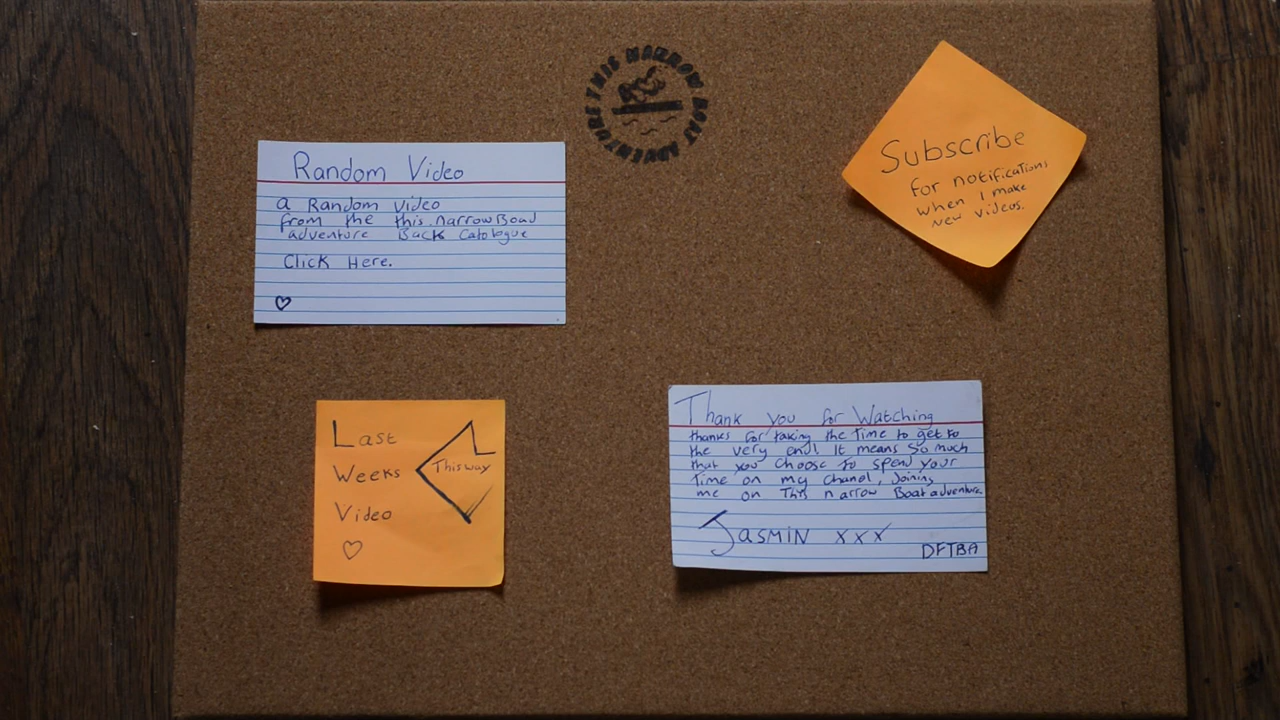 THIS NARROW BOAT ADVENTURE
Random Video
a Random Video
from the this narrow Boad
adventure Back Catologue
Click Here.
Subscribe
for notifications
when I make
new videos.
Last
Weeks
Video
This way
Thank you for Watching
thanks for taking the time to get to
the very end!. It means so much
that you choose to spend your
time on my chanel, Joining
me on This narrow Boat adventure.
Jasmin xxx
DFTBA